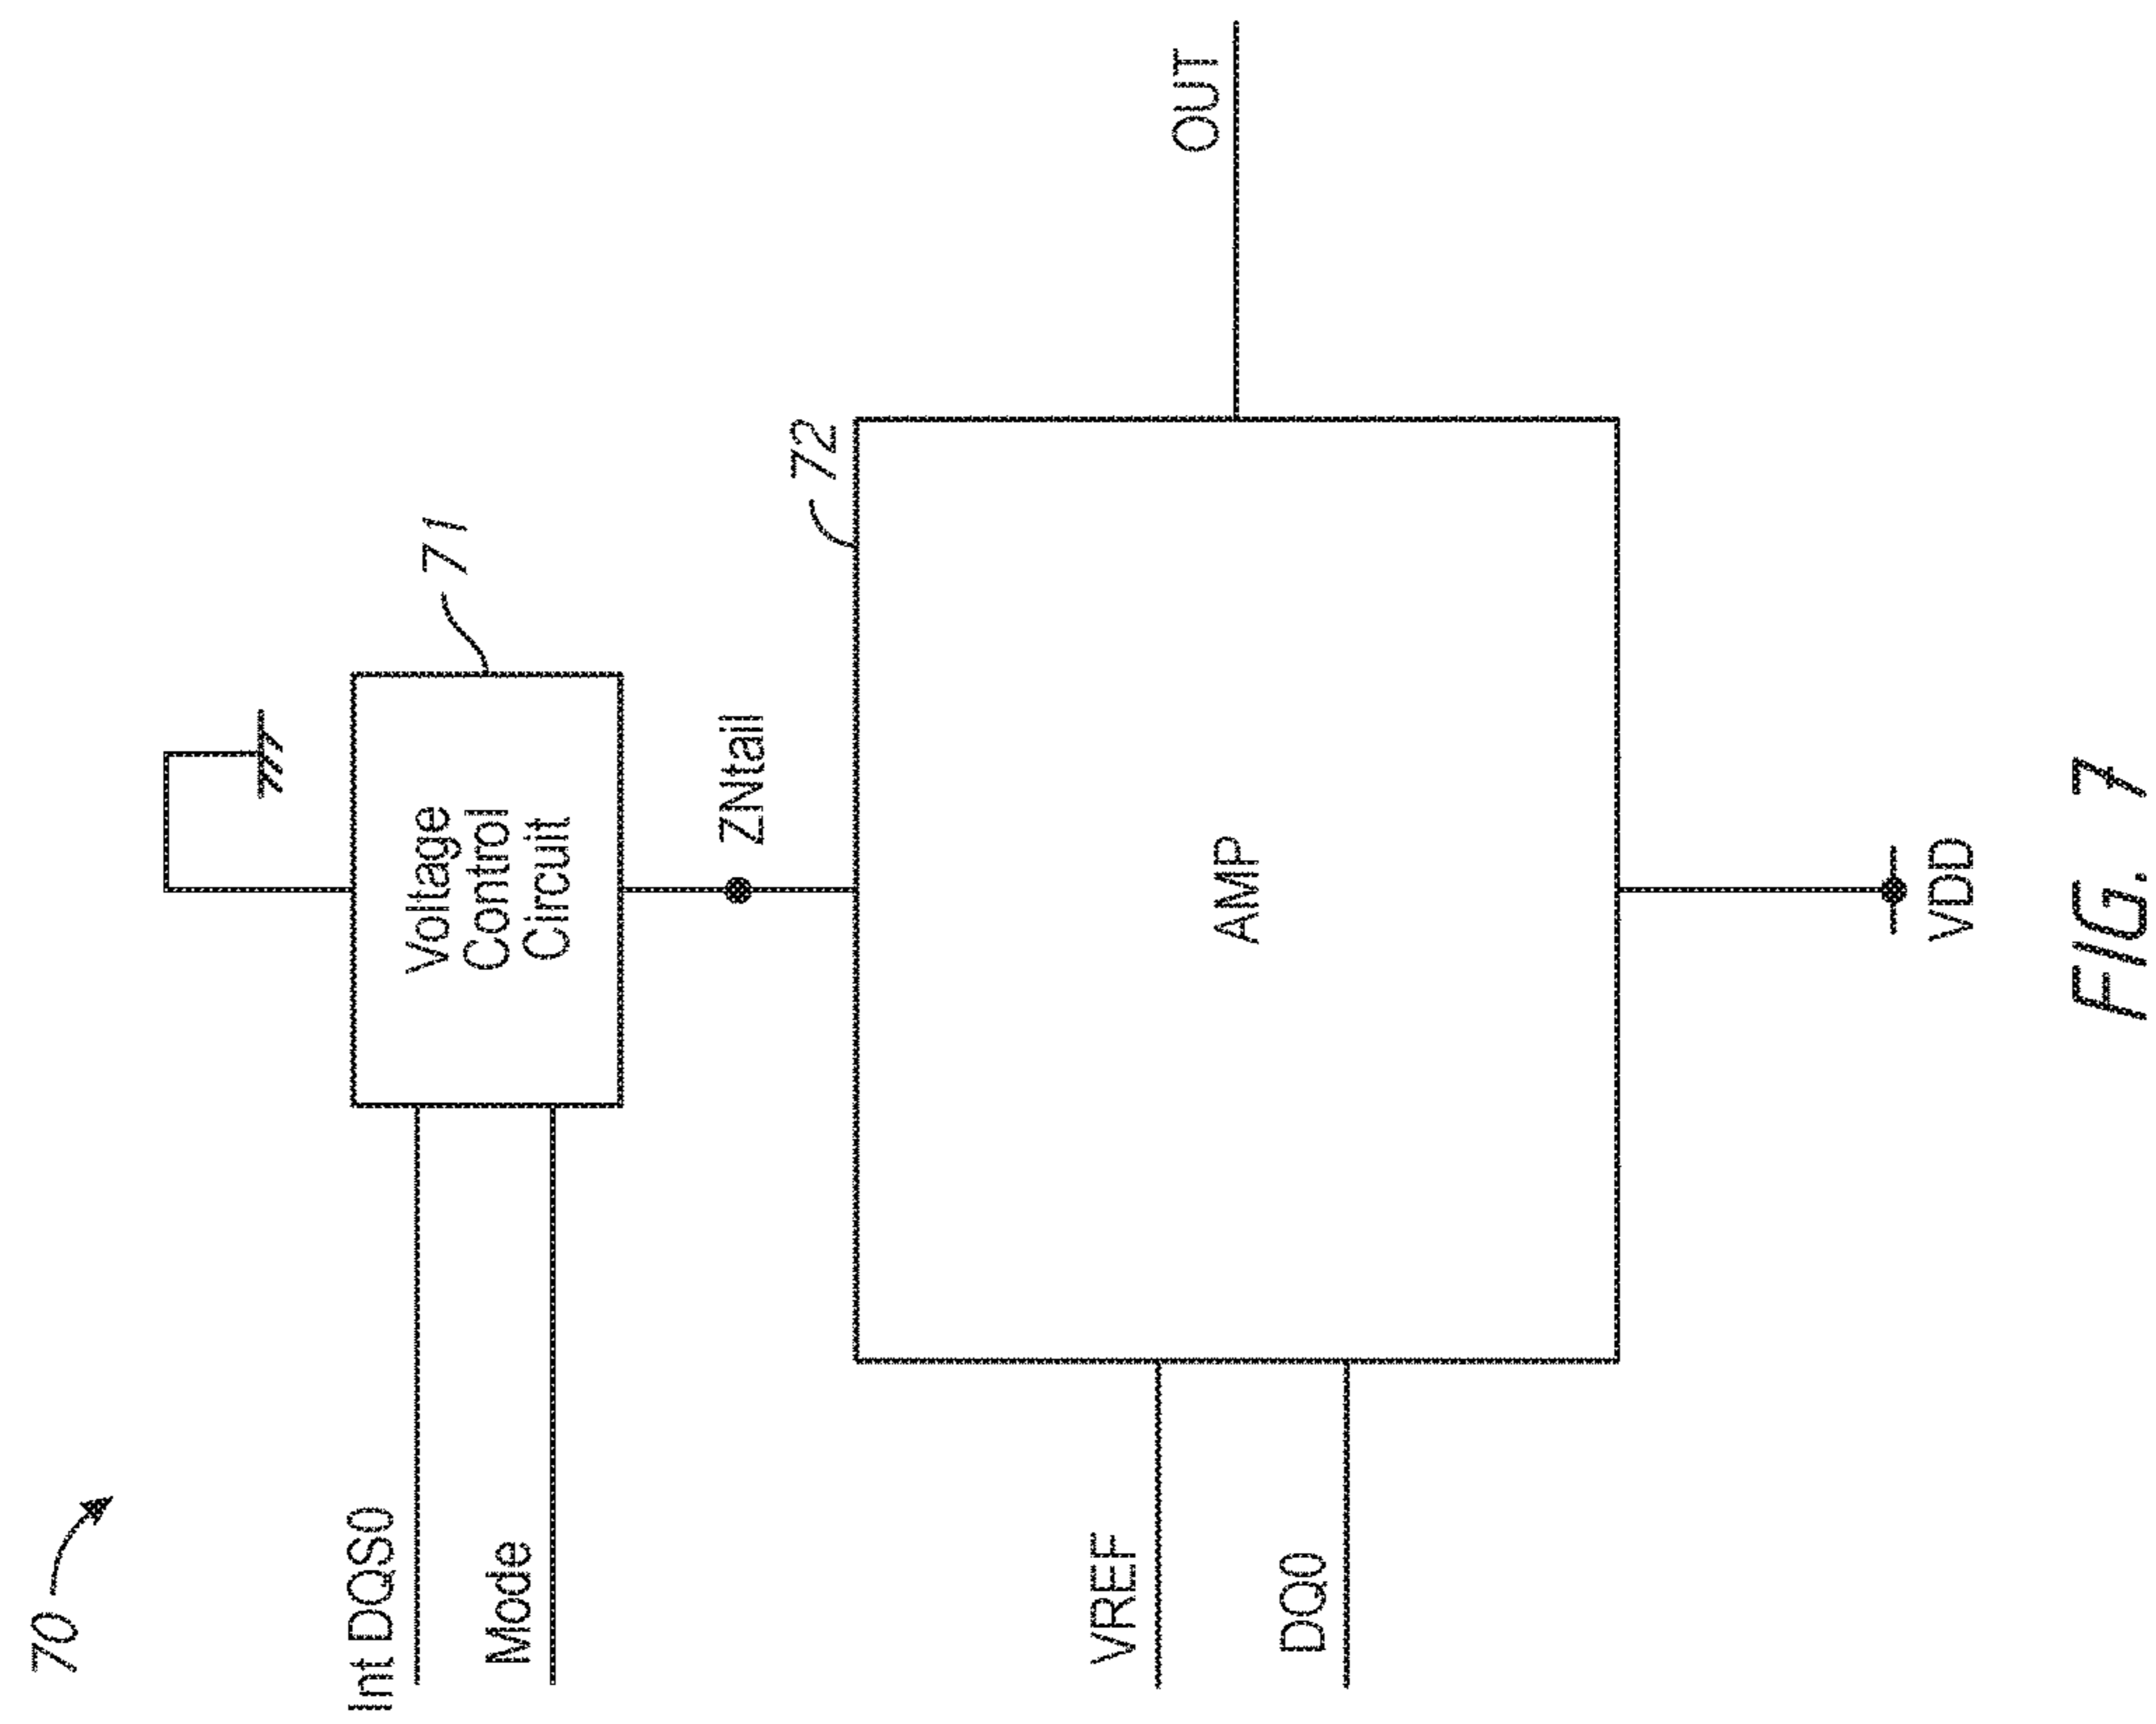 70
Int DQS0
Mode
Voltage
Control
Circuit
71
ZNtail
72
VREF
DQ0
AMP
OUT
VDD
FIG. 7